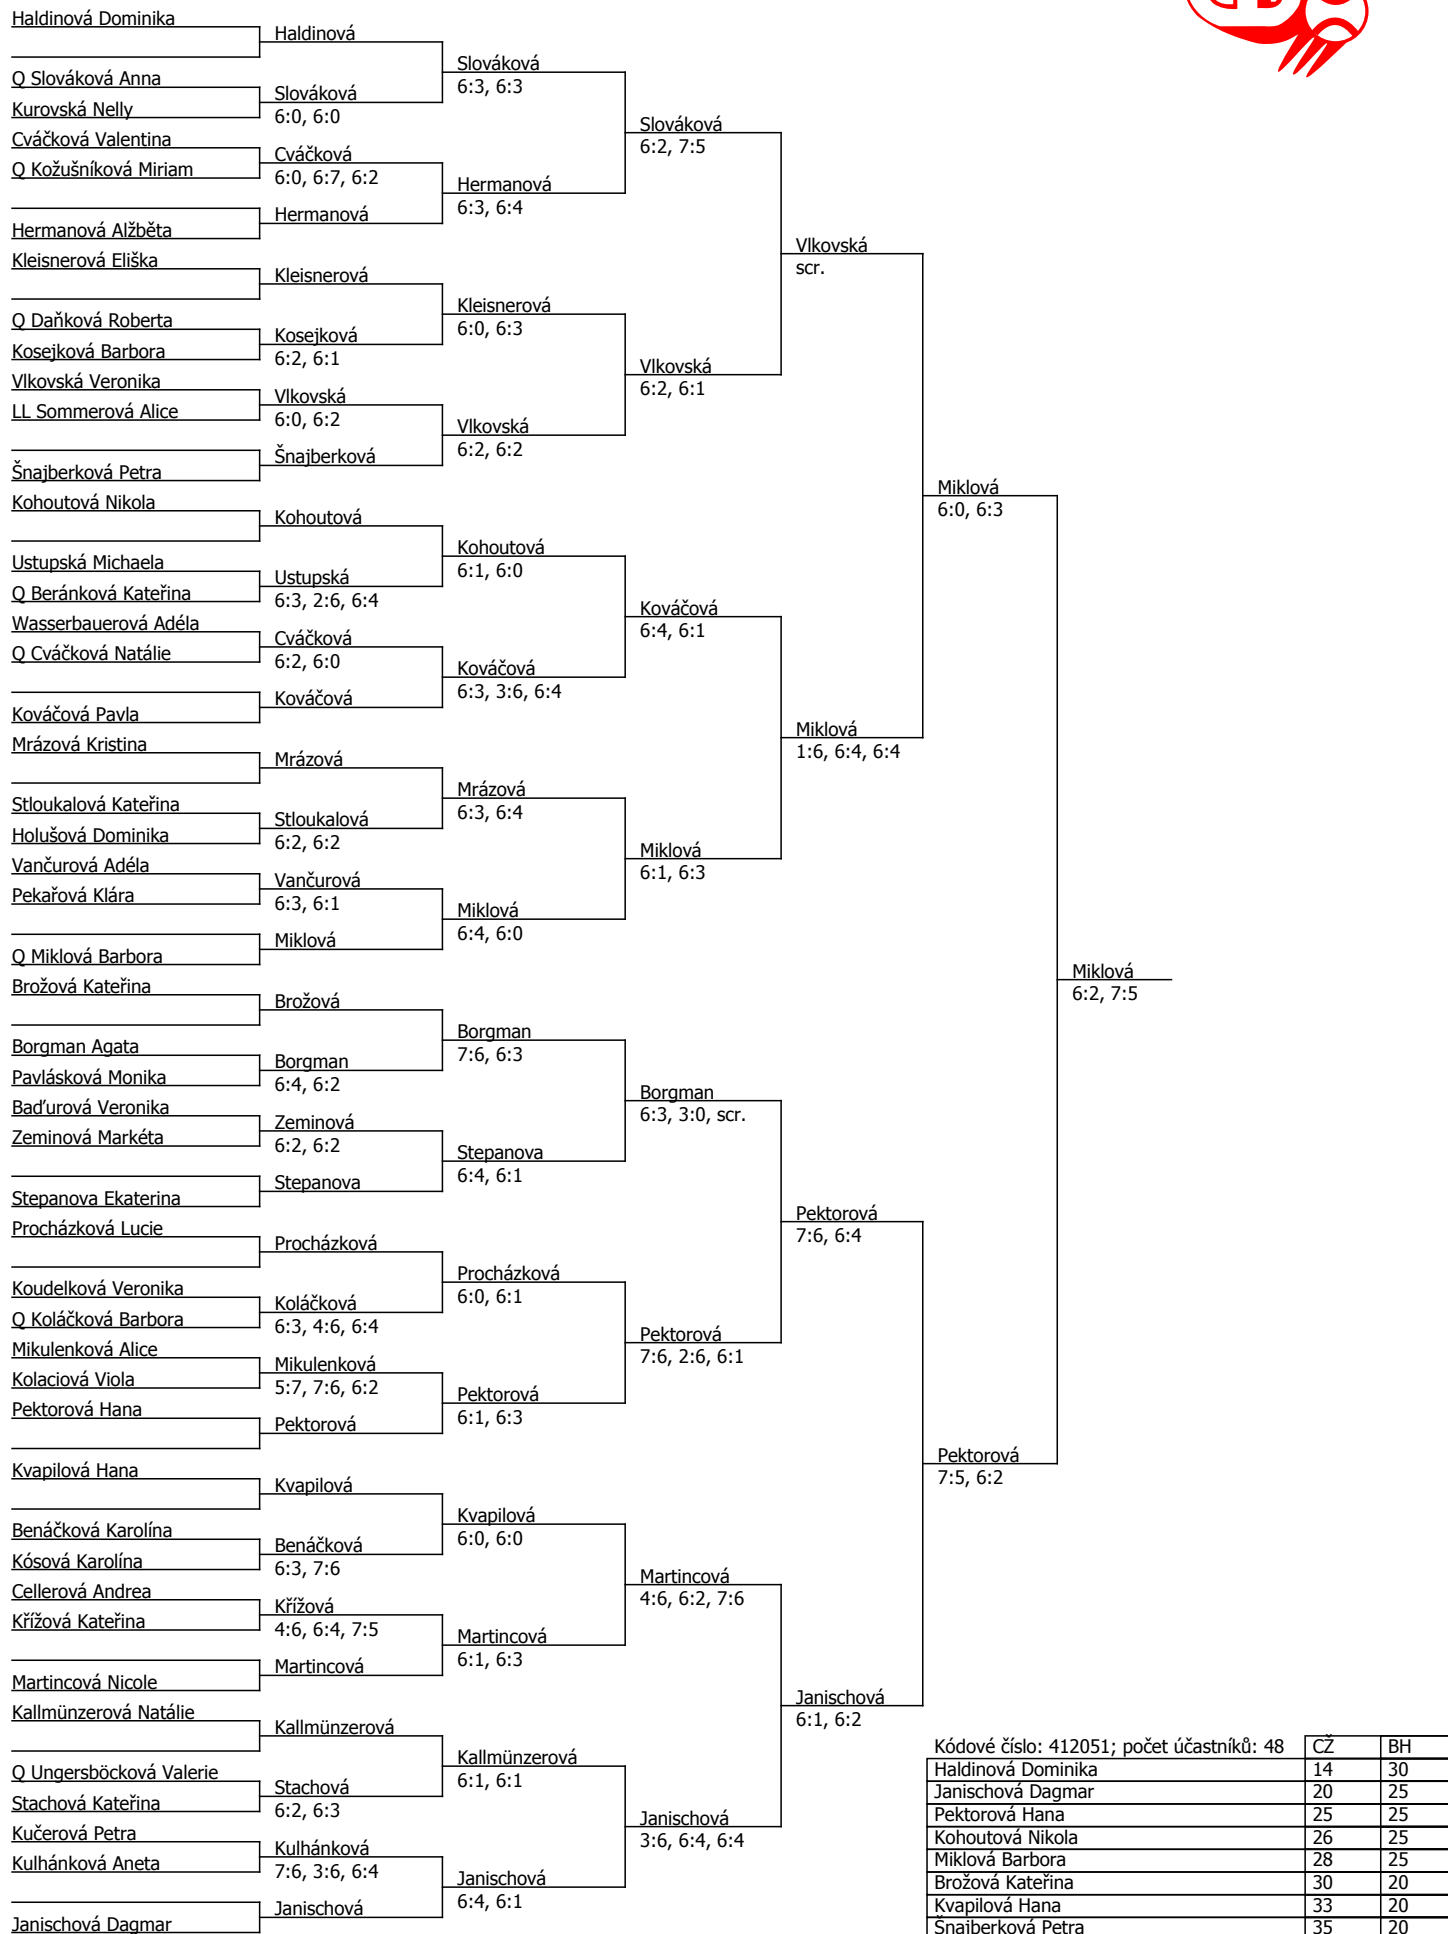 Haldinová Dominika
Q Slováková Anna
Kurovská Nelly
Cváčková Valentina
Q Kožušníková Miriam
Hermanová Alžběta
Kleisnerová Eliška
Q Daňková Roberta
Kosejková Barbora
Vlkovská Veronika
LL Sommerová Alice
Šnajberková Petra
Kohoutová Nikola
Ustupská Michaela
Q Beránková Kateřina
Wasserbauerová Adéla
Q Cváčková Natálie
Kováčová Pavla
Mrázová Kristina
Stloukalová Kateřina
Holušová Dominika
Vančurová Adéla
Pekařová Klára
Q Miklová Barbora
Brožová Kateřina
Borgman Agata
Pavlásková Monika
Baďurová Veronika
Zeminová Markéta
Stepanova Ekaterina
Procházková Lucie
Koudelková Veronika
Q Koláčková Barbora
Mikulenková Alice
Kolaciová Viola
Pektorová Hana
Kvapilová Hana
Benáčková Karolína
Kósová Karolína
Cellerová Andrea
Křížová Kateřina
Martincová Nicole
Kallmünzerová Natálie
Q Ungersböcková Valerie
Stachová Kateřina
Kučerová Petra
Kulhánková Aneta
Janischová Dagmar
Haldinová
Slováková
6:0, 6:0
Cváčková
6:0, 6:7, 6:2
Hermanová
Kleisnerová
Kosejková
6:2, 6:1
Vlkovská
6:0, 6:2
Šnajberková
Kohoutová
Ustupská
6:3, 2:6, 6:4
Cváčková
6:2, 6:0
Kováčová
Mrázová
Stloukalová
6:2, 6:2
Vančurová
6:3, 6:1
Miklová
Brožová
Borgman
6:4, 6:2
Zeminová
6:2, 6:2
Stepanova
Procházková
Koláčková
6:3, 4:6, 6:4
Mikulenková
5:7, 7:6, 6:2
Pektorová
Kvapilová
Benáčková
6:3, 7:6
Křížová
4:6, 6:4, 7:5
Martincová
Kallmünzerová
Stachová
6:2, 6:3
Kulhánková
7:6, 3:6, 6:4
Janischová
Slováková
6:3, 6:3
Hermanová
6:3, 6:4
Kleisnerová
6:0, 6:3
Vlkovská
6:2, 6:2
Kohoutová
6:1, 6:0
Kováčová
6:3, 3:6, 6:4
Mrázová
6:3, 6:4
Miklová
6:4, 6:0
Borgman
7:6, 6:3
Stepanova
6:4, 6:1
Procházková
6:0, 6:1
Pektorová
6:1, 6:3
Kvapilová
6:0, 6:0
Martincová
6:1, 6:3
Kallmünzerová
6:1, 6:1
Janischová
6:4, 6:1
Slováková
6:2, 7:5
Vlkovská
6:2, 6:1
Kováčová
6:4, 6:1
Miklová
6:1, 6:3
Borgman
6:3, 3:0, scr.
Pektorová
7:6, 2:6, 6:1
Martincová
4:6, 6:2, 7:6
Janischová
3:6, 6:4, 6:4
Vlkovská
scr.
Miklová
1:6, 6:4, 6:4
Pektorová
7:6, 6:4
Janischová
6:1, 6:2
Miklová
6:0, 6:3
Pektorová
7:5, 6:2
Miklová
6:2, 7:5
Kódové číslo: 412051; počet účastníků: 48 CŽ BH
Haldinová Dominika 14 30
Janischová Dagmar 20 25
Pektorová Hana 25 25
Kohoutová Nikola 26 25
Miklová Barbora 28 25
Brožová Kateřina 30 20
Kvapilová Hana 33 20
Šnajberková Petra 35 20